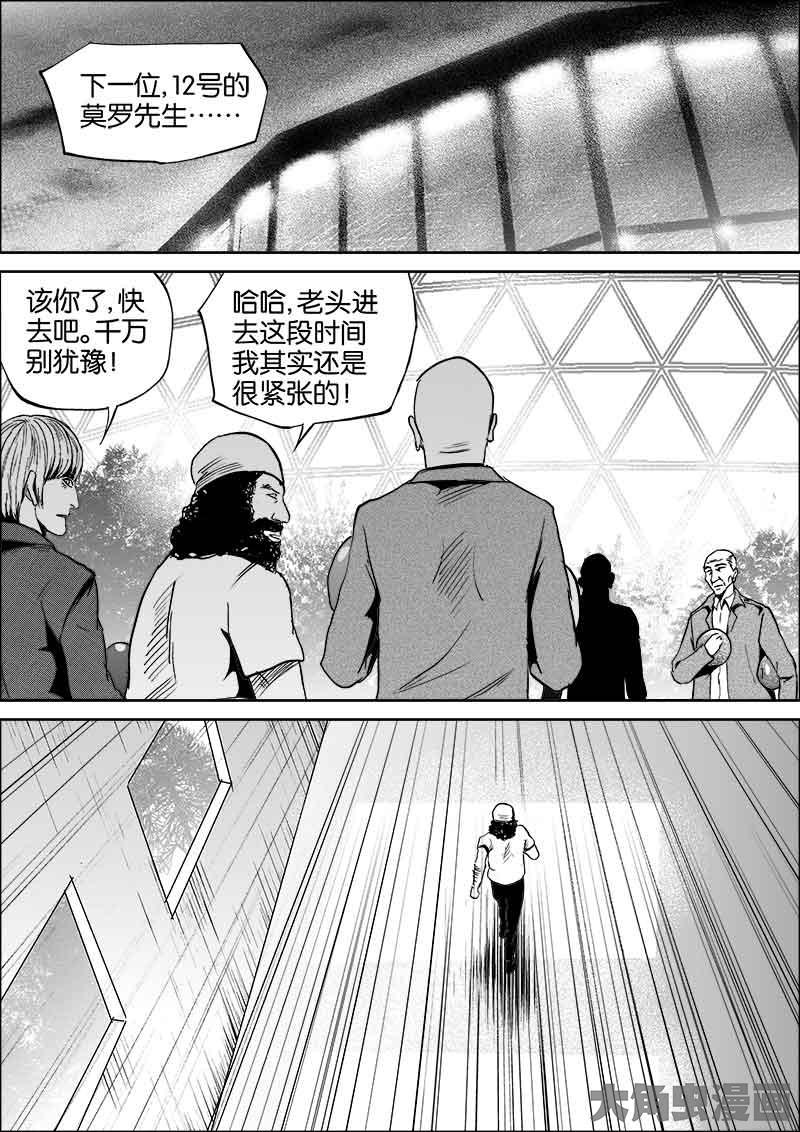 下一位,12号的
莫罗先生……
该你了,快
去吧。千万
别犹豫!
哈哈,老头进
去这段时间
我其实还是
很紧张的!
大角虫漫画